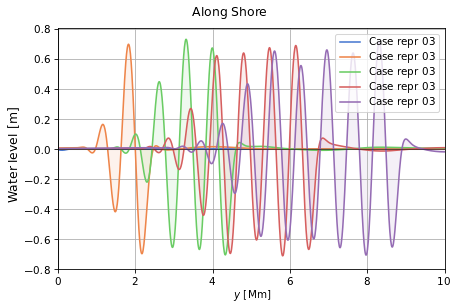 Along Shore
Water level [m]
0.8
0.6
0.4
0.2
0.0
−0.2
−0.4
−0.6
−0.8
Case repr 03
Case repr 03
Case repr 03
Case repr 03
Case repr 03
0 2 4 6 8 10
y [Mm]